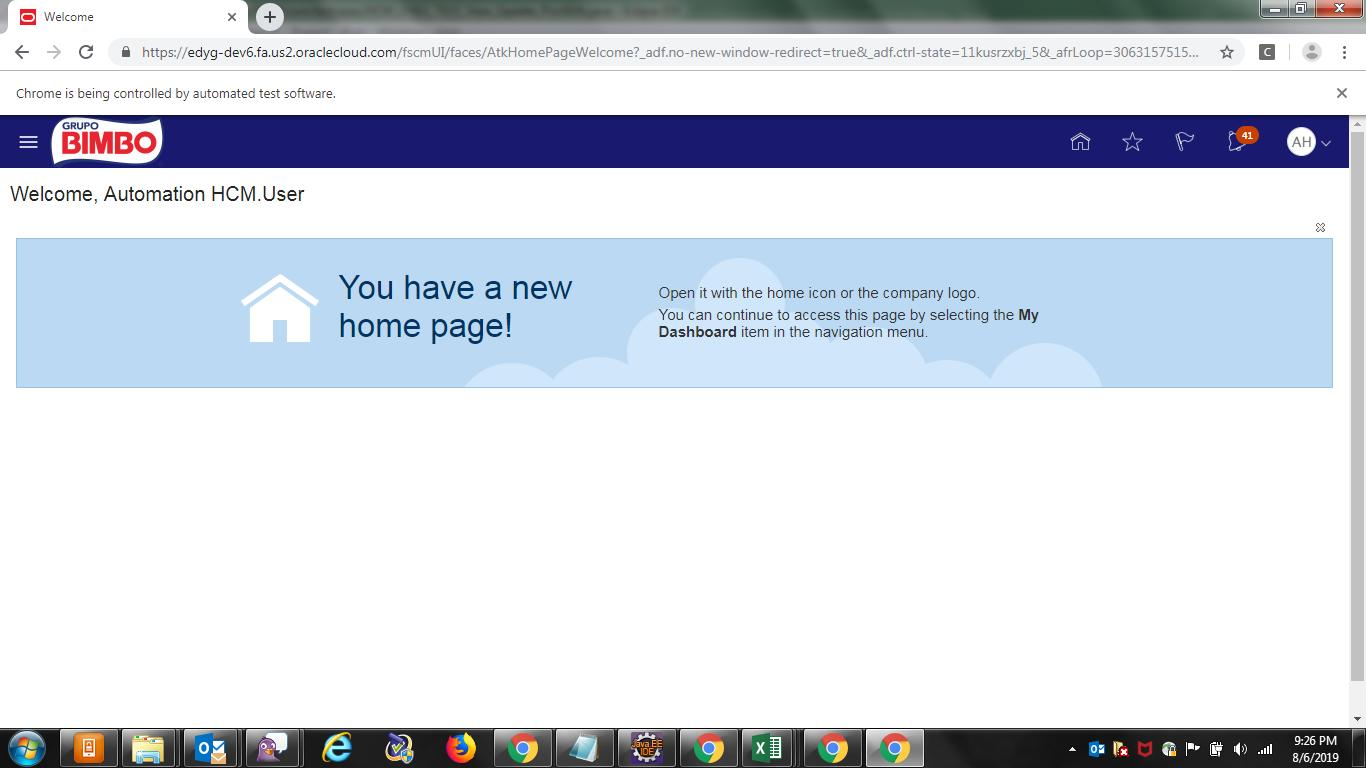 Welcome
https://edyg-dev6.fa.us2.oraclecloud.com/fscmUI/faces/AtkHomePageWelcome?_adf.no-new-window-redirect=true&_adf.ctrl-state=11kusrzxbj_5&_afrLoop=3063157515...
C
Chrome is being controlled by automated test software.
GRUPO
BIMBO
41
AH
Welcome, Automation HCM.User
You have a new
home page!
Open it with the home icon or the company logo.
You can continue to access this page by selecting the My
Dashboard item in the navigation menu.
Java EE
IDE
9:26 PM
8/6/2019